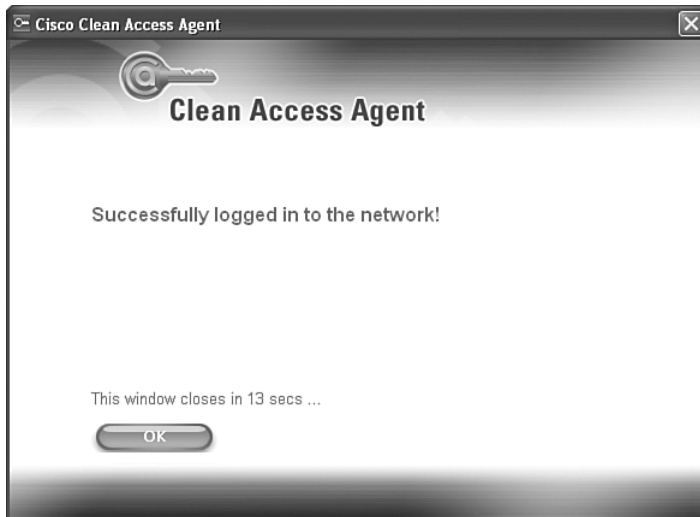 Cisco Clean Access Agent
Clean Access Agent
Successfully logged in to the network!
This window closes in 13 secs ...
OK